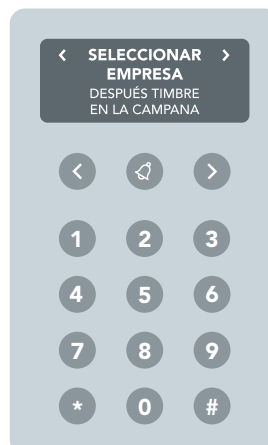 < SELECCIONAR >
EMPRESA
DESPUÉS TIMBRE
EN LA CAMPANA
< >
1 2 3
4 5 6
7 8 9
* 0 #